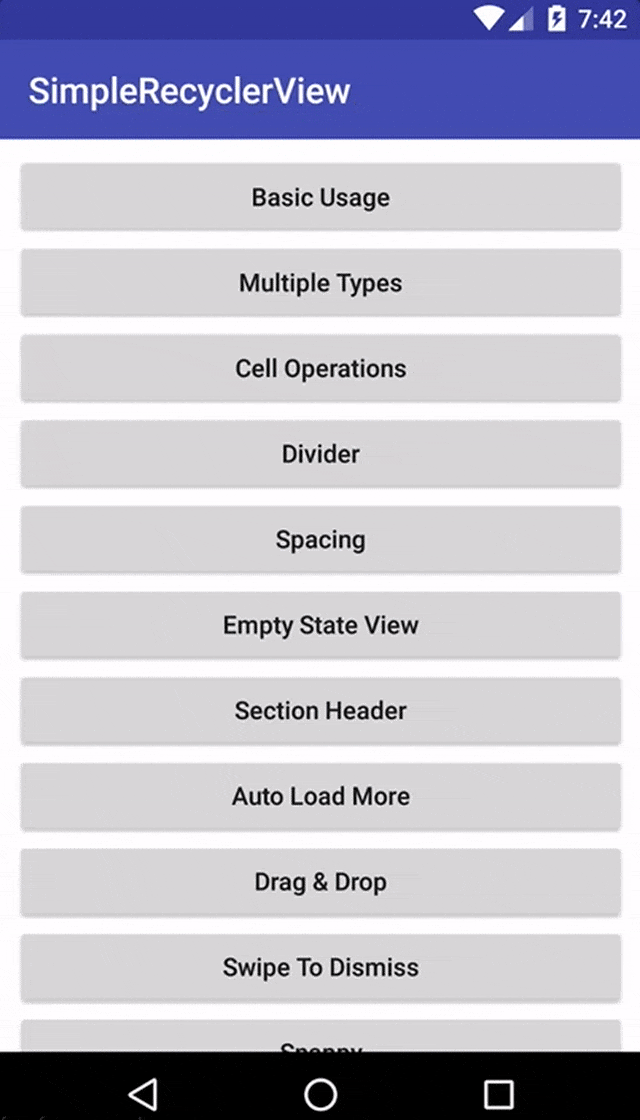 7:42
SimpleRecyclerView
Basic Usage
Multiple Types
Cell Operations
Divider
Spacing
Empty State View
Section Header
Auto Load More
Drag & Drop
Swipe To Dismiss
Snappy